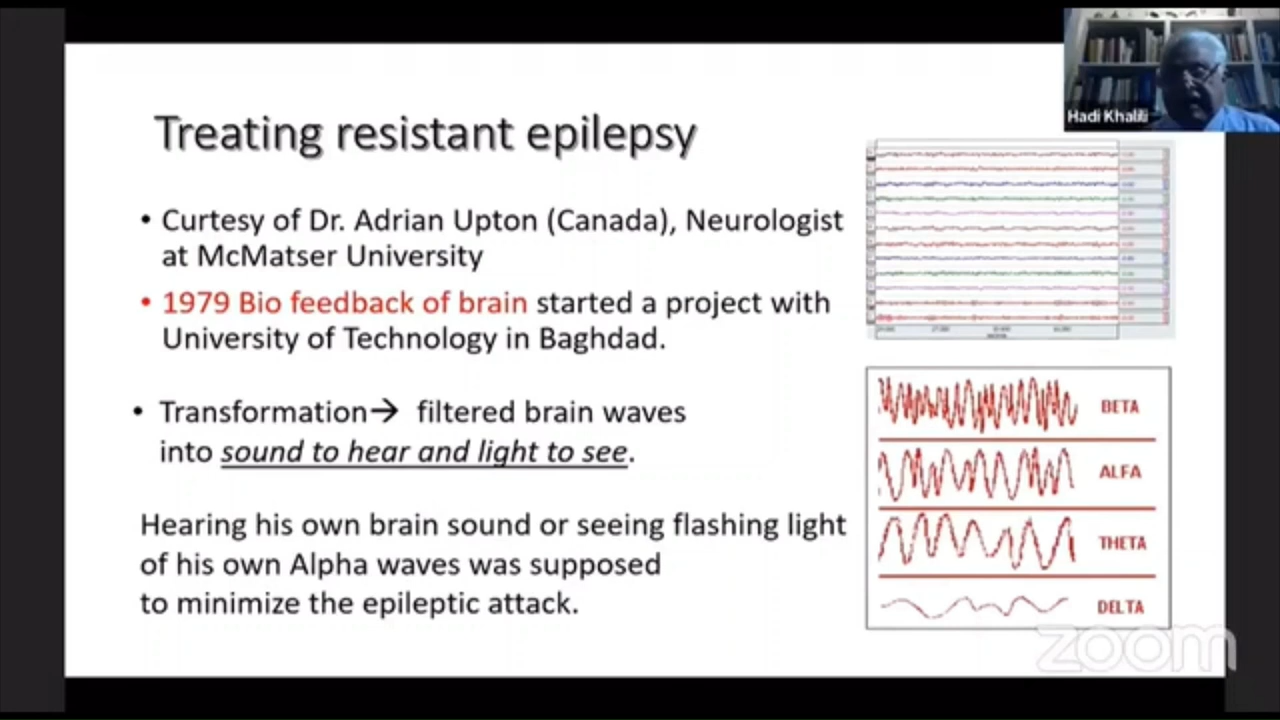 Hadi Khalili
Treating resistant epilepsy
• Curtesy of Dr. Adrian Upton (Canada), Neurologist
at McMatser University
• 1979 Bio feedback of brain started a project with
University of Technology in Baghdad.
• Transformation→ filtered brain waves
into sound to hear and light to see.
Hearing his own brain sound or seeing flashing light
of his own Alpha waves was supposed
to minimize the epileptic attack.
BETA
ALFA
THETA
DELTA
zoom